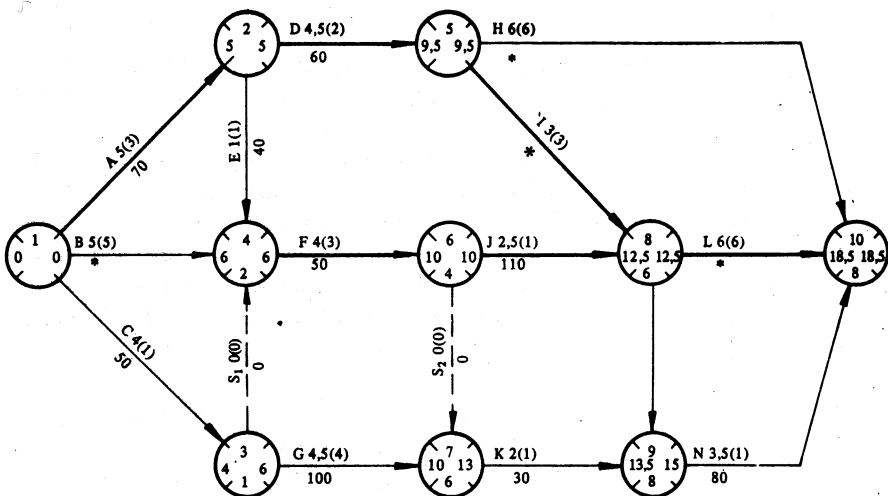 2
5 5
D 4,5(2)
60
5
9,5 9,5
H 6(6)
*
A 5(3)
70
E 1(1)
40
I 3(3)
*
1
0 0
B 5(5)
*
4
6 6
2
F 4(3)
50
6
10 10
4
J 2,5(1)
110
8
12,5 12,5
6
L 6(6)
*
10
18,5 18,5
8
C 4(1)
50
S1 0(0)
0
S2 0(0)
0
3
4 6
1
G 4,5(4)
100
7
10 13
6
K 2(1)
30
9
13,5 15
8
N 3,5(1)
80